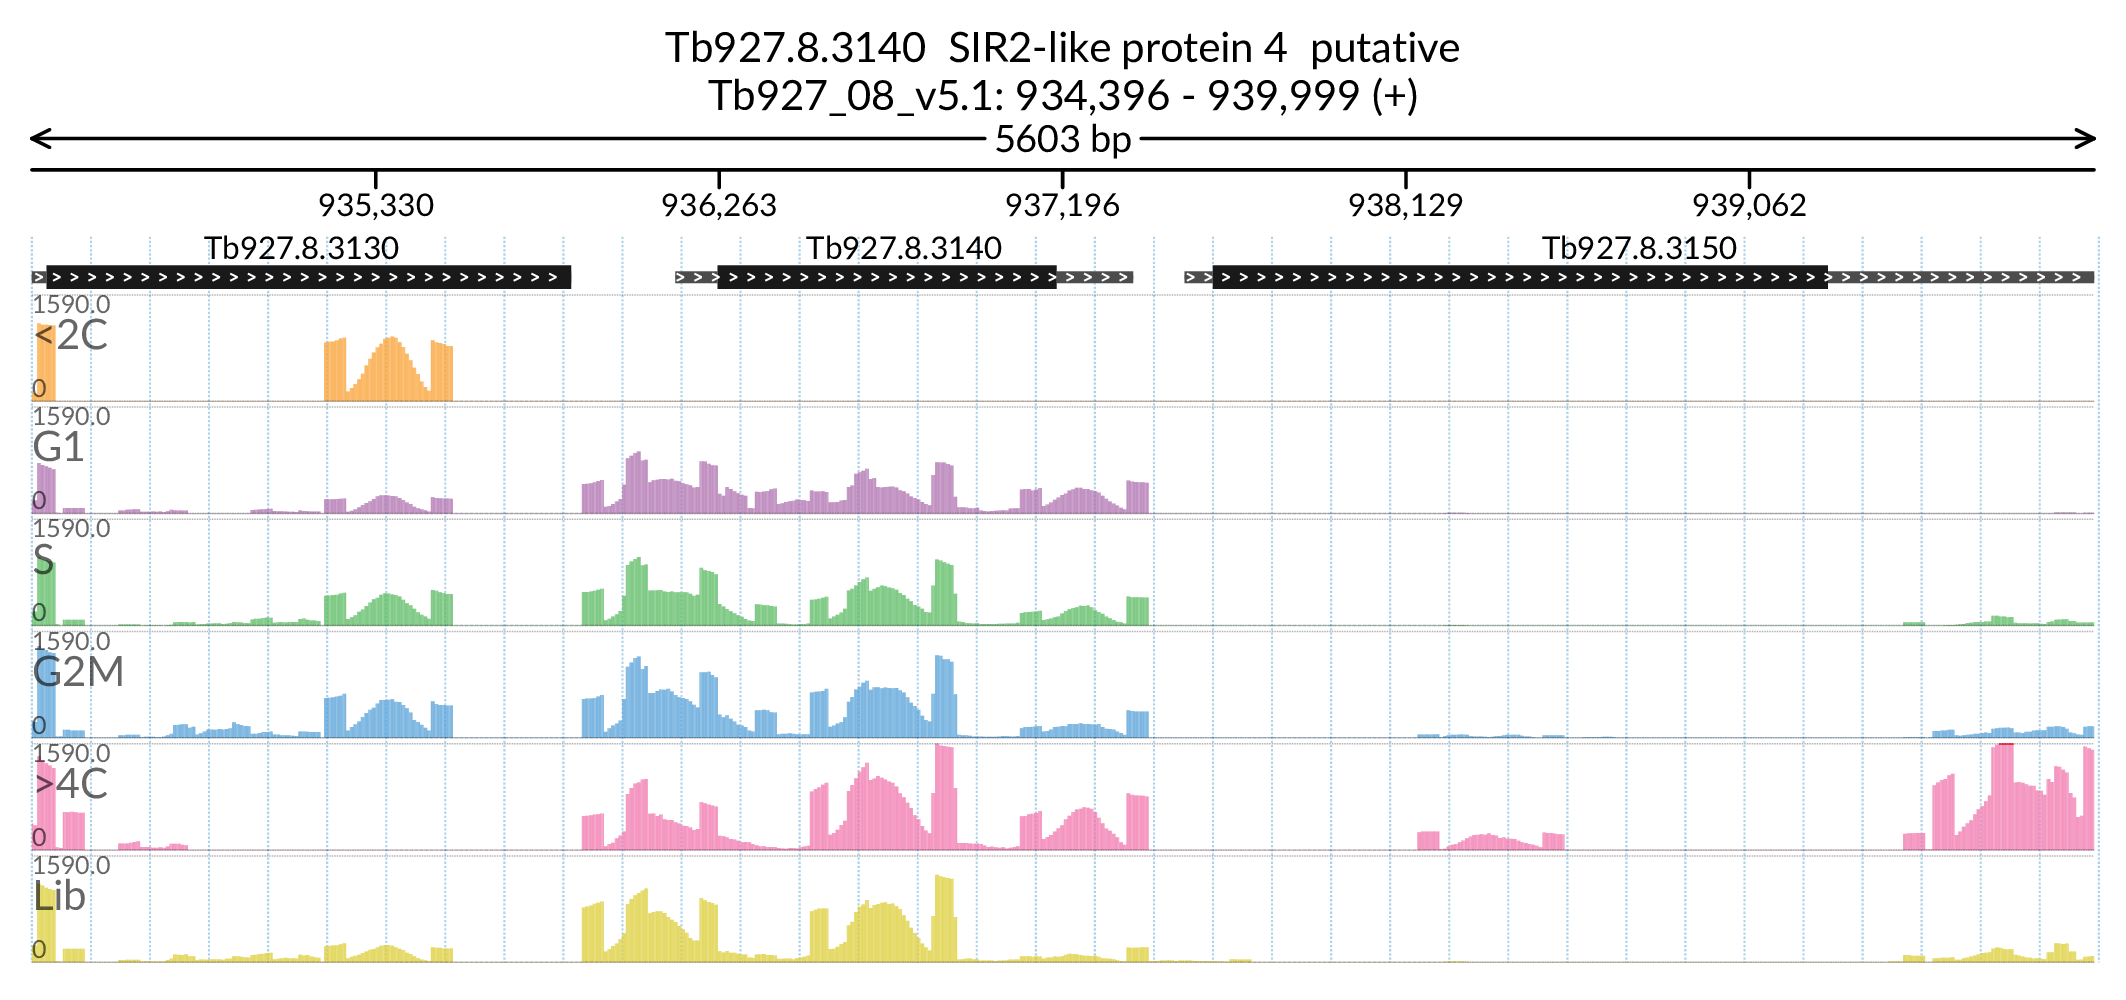 Tb927.8.3140  SIR2-like protein 4  putative
Tb927_08_v5.1: 934,396 - 939,999 (+)
5603 bp
935,330 936,263 937,196 938,129 939,062
Tb927.8.3130 Tb927.8.3140 Tb927.8.3150
1590.0
<2C
0
1590.0
G1
0
1590.0
S
0
1590.0
G2M
0
1590.0
>4C
0
1590.0
Lib
0